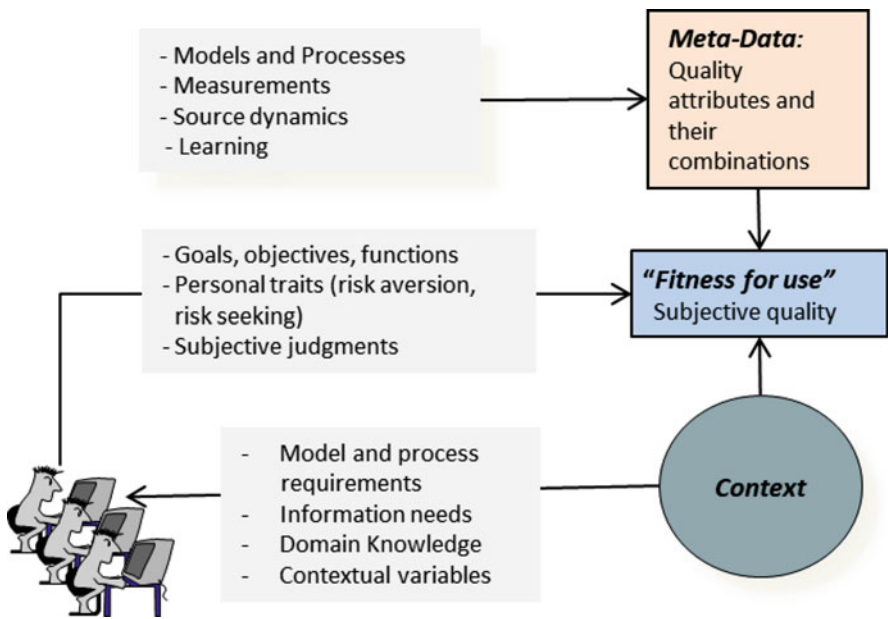 - Models and Processes
- Measurements
- Source dynamics
- Learning
Meta-Data:
Quality
attributes and
their
combinations
- Goals, objectives, functions
- Personal traits (risk aversion,
risk seeking)
- Subjective judgments
“Fitness for use”
Subjective quality
- Model and process
requirements
- Information needs
- Domain Knowledge
- Contextual variables
Context